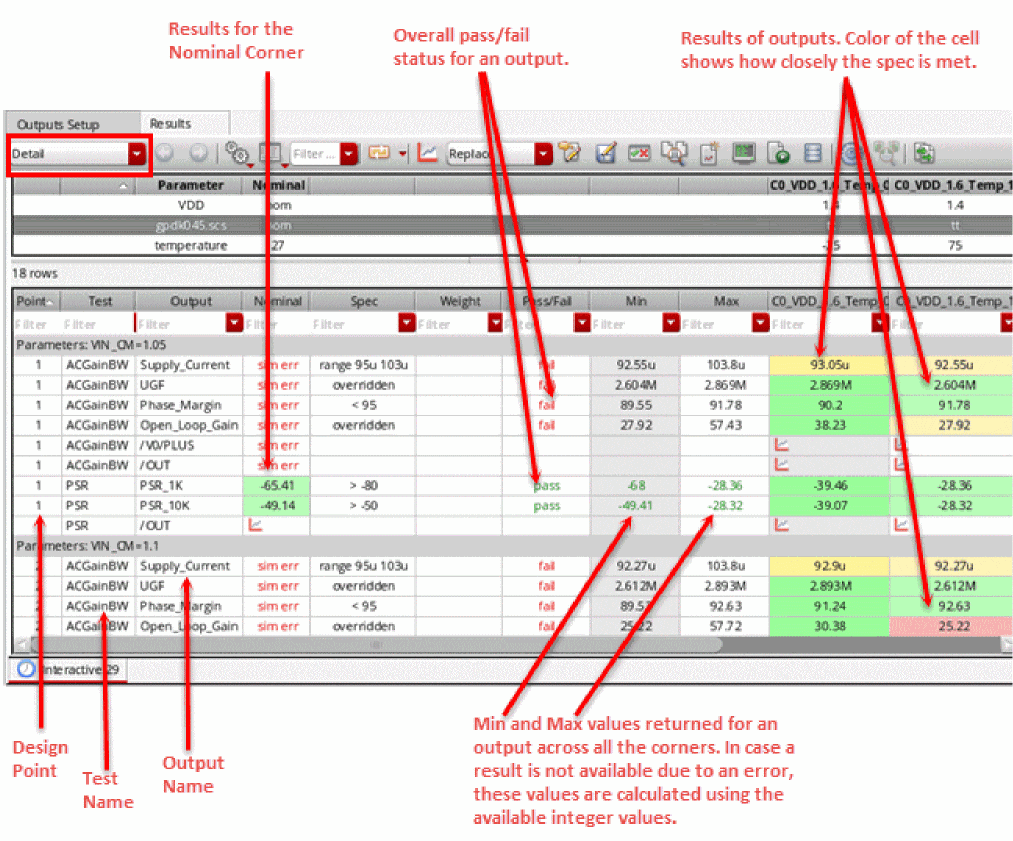 Results for the
Nominal Corner
Overall pass/fail
status for an output.
Results of outputs. Color of the cell
shows how closely the spec is met.
Outputs Setup Results
Detail Filter... Replace
Parameter Nominal C0_VDD_1.6_Temp_ C0_VDD_1.6_Temp_1
VDD nom 1.4
gpdk045.scs nom tt
temperature 27 75
18 rows
Point Test Output Nominal Spec Weight Pass/Fail Min Max C0_VDD_1.6_Temp_ C0_VDD_1.6_Temp_1
Filter Filter Filter Filter Filter Filter Filter Filter Filter Filter
Parameters: VIN_CM=1.05
1 ACGainBW Supply_Current sim err range 95u 103u fail 92.55u 103.8u 93.05u 92.55u
1 ACGainBW UGF sim err overridden fail 2.604M 2.869M 2.869M 2.604M
1 ACGainBW Phase_Margin sim err < 95 fail 89.55 91.78 90.2 91.78
1 ACGainBW Open_Loop_Gain sim err overridden fail 27.92 57.43 38.23 27.92
1 ACGainBW /V0/PLUS sim err
1 ACGainBW /OUT sim err
1 PSR PSR_1K -65.41 > -80 pass -68 -28.36 -39.46 -28.36
1 PSR PSR_10K -49.14 > -50 pass -49.41 -28.32 -39.07 -28.32
PSR /OUT
Parameters: VIN_CM=1.1
2 ACGainBW Supply_Current sim err range 95u 103u fail 92.27u 103.8u 92.9u 92.27u
2 ACGainBW UGF sim err overridden fail 2.612M 2.893M 2.893M 2.612M
2 ACGainBW Phase_Margin sim err < 95 fail 89.57 92.63 91.24 92.63
2 ACGainBW Open_Loop_Gain sim err overridden fail 25.22 57.72 30.38 25.22
Interactive.29
Design
Point
Test
Name
Output
Name
Min and Max values returned for an
output across all the corners. In case a
result is not available due to an error,
these values are calculated using the
available integer values.